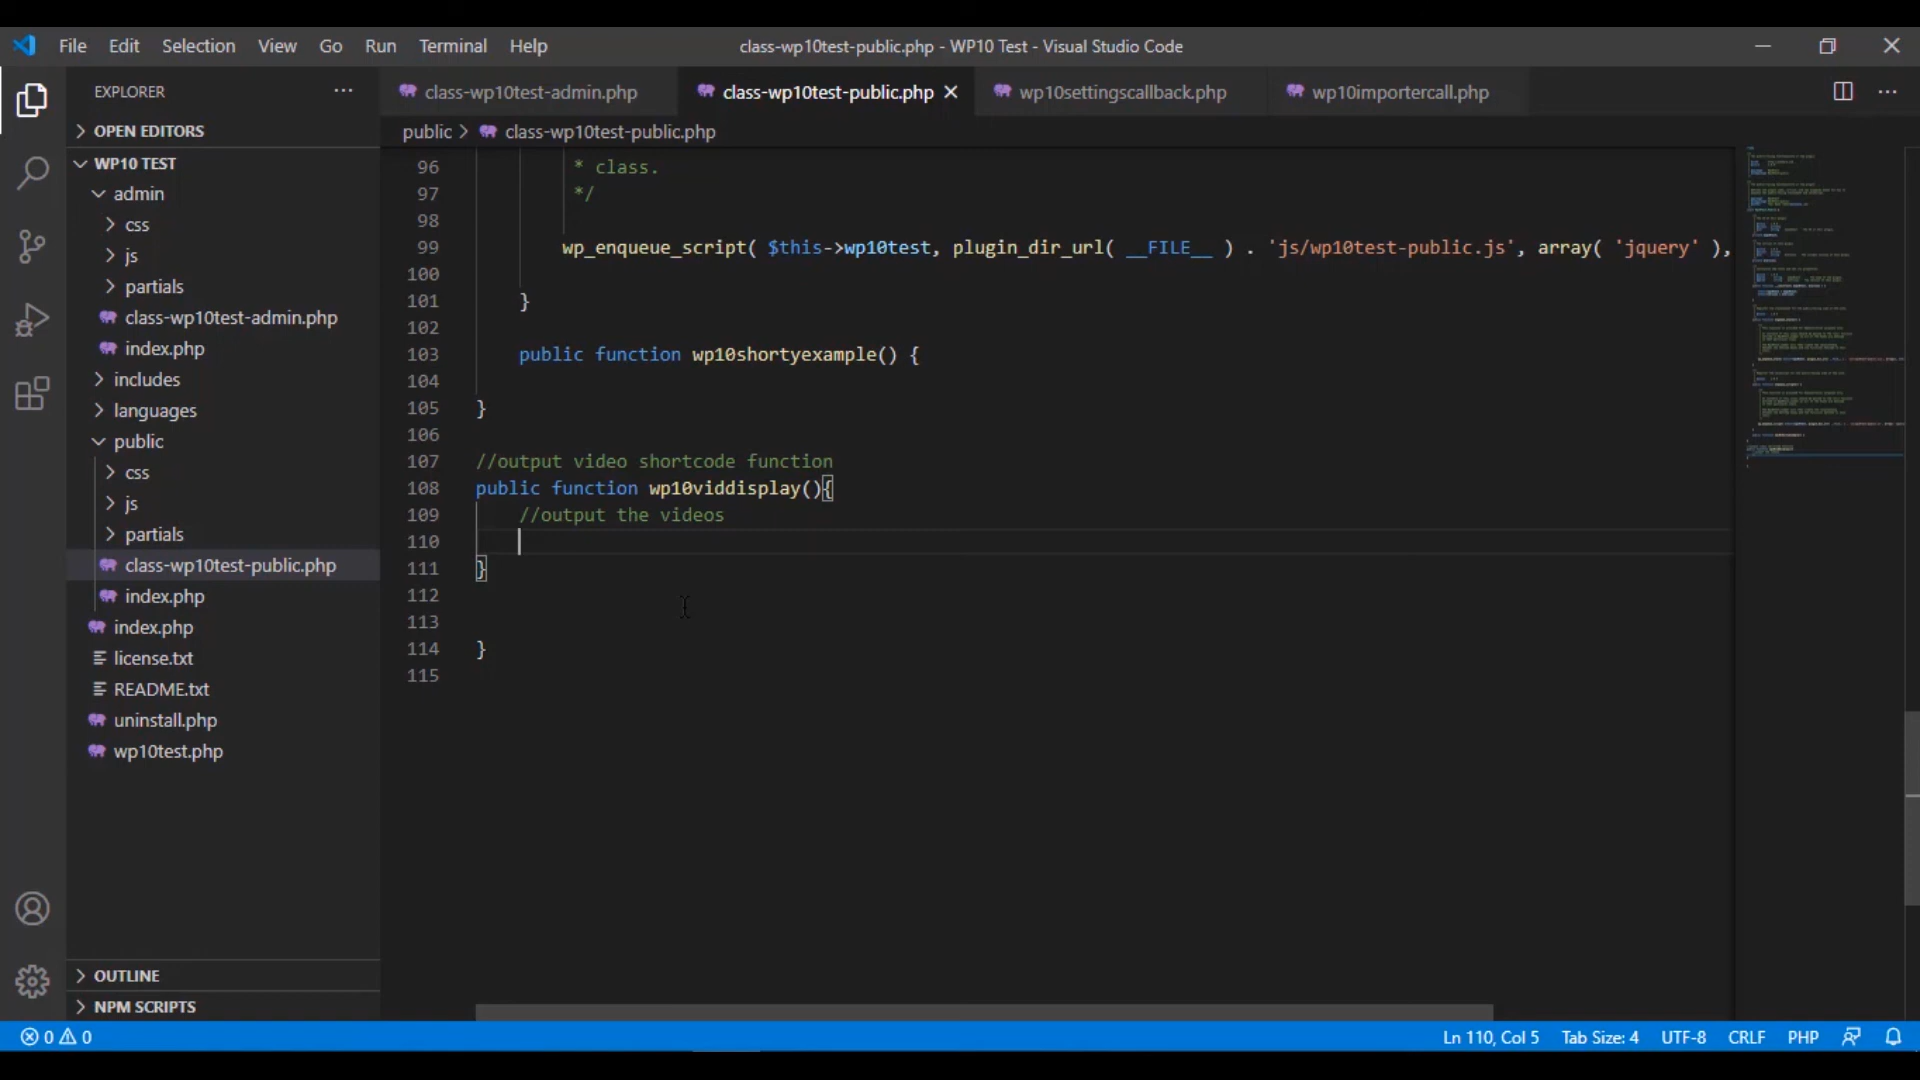 File Edit Selection View Go Run Terminal Help
class-wp10test-public.php - WP10 Test - Visual Studio Code
EXPLORER
OPEN EDITORS
WP10 TEST
admin
css
js
partials
class-wp10test-admin.php
index.php
includes
languages
public
css
js
partials
class-wp10test-public.php
index.php
index.php
license.txt
README.txt
uninstall.php
wp10test.php
OUTLINE
NPM SCRIPTS
class-wp10test-admin.php class-wp10test-public.php wp10settingscallback.php wp10importercall.php
public > class-wp10test-public.php
96 * class.
97 */
98
99 wp_enqueue_script( $this->wp10test, plugin_dir_url( __FILE__ ) . 'js/wp10test-public.js', array( 'jquery' ),
100
101 }
102
103 public function wp10shortyexample() {
104
105 }
106
107 //output video shortcode function
108 public function wp10viddisplay(){
109 //output the videos
110
111 }
112
113
114 }
115
0 0 Ln 110, Col 5 Tab Size: 4 UTF-8 CRLF PHP